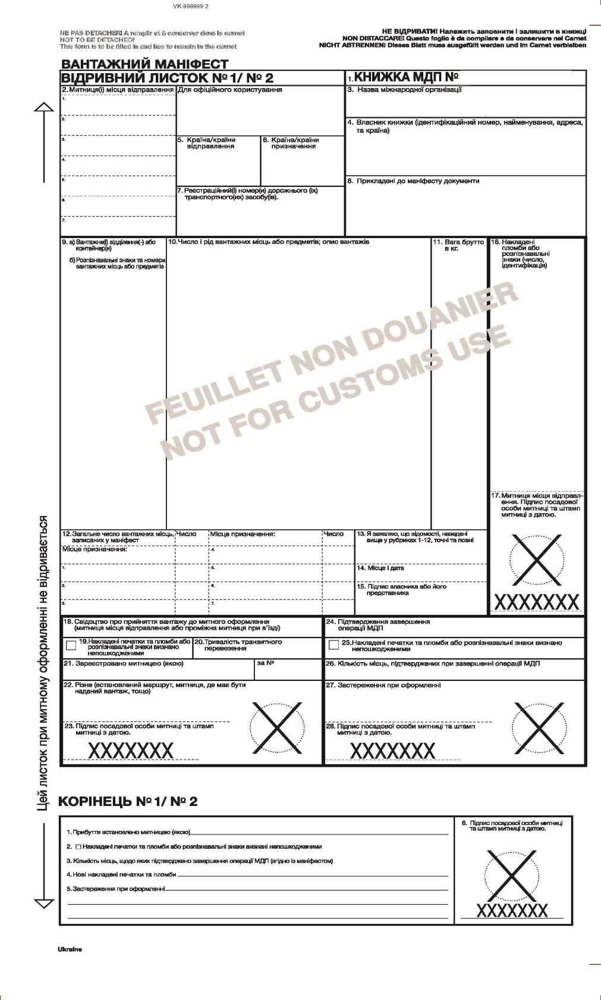 VK-999999 2
NE PAS DETACHER! A remplir et à conserver dans le carnet
NOT TO BE DETACHED!
This form is to be filled in and has to remain in the carnet
НЕ ВІДРИВАТИ! Належить заповнити і залишити в книжці
NON DISTACCARE! Questo foglio è da compilare e da conservare nel Carnet
NICHT ABTRENNEN! Dieses Blatt muss ausgefüllt werden und im Carnet verbleiben
ВАНТАЖНИЙ МАНІФЕСТ
ВІДРИВНИЙ ЛИСТОК № 1/ № 2
1. КНИЖКА МДП №
2. Митниця(і) місця відправлення
1.
2.
3.
4.
5.
6.
7.
Для офіційного користування
3. Назва міжнародної організації
4. Власник книжки (ідентифікаційний номер, найменування, адреса,
та країна)
5. Країна/країни
відправлення
6. Країна/країни
призначення
7. Реєстраційний(і) номер(и) дорожнього (їх)
транспортного(их) засобу(ів).
8. Прикладені до маніфесту документи
9. а) Вантажне(і) відділення(-) або
контейнер(и)
б) Розпізнавальні знаки та номери
вантажних місць або предметів
10.Число і рід вантажних місць або предметів; опис вантажів
11. Вага брутто
в кг.
16. Накладені
пломби або
розпізнавальні
знаки (число,
ідентифікація)
FEUILLET NON DOUANIER
NOT FOR CUSTOMS USE
17. Митниця місця відправл-
ення. Підпис посадової
особи митниці та штамп
митниці з датою.
XXXXXXX
12.Загальне число вантажних місць,
записаних у маніфест
Число
Місце призначення:
Число
Місце призначення:
1.
2.
3.
4.
5.
6.
7.
13. Я заявляю, що відомості, наведені
вище у рубриках 1-12, точні та повні
14. Місце і дата
15. Підпис власника або його
представника
18. Свідоцтво про прийняття вантажу до митного оформлення
(митниця місця відправлення або проміжна митниця при в'їзді)
19.Накладені печатки та пломби або
розпізнавальні знаки визнано
непошкодженими
20.Тривалість транзитного
перевезення
21. Зареєстровано митницею (якою)
за №
22. Різне (встановлений маршрут, митниця, де має бути
наданий вантаж, тощо)
23. Підпис посадової особи митниці та штамп
митниці з датою.
XXXXXXX
24. Підтвердження завершення
операції МДП
25.Накладені печатки та пломби або розпізнавальні знаки визнано
непошкодженими
26. Кількість місць, підтверджених при завершенні операції МДП
27. Застереження при оформленні
28. Підпис посадової особи митниці та штамп
митниці з датою.
XXXXXXX
Цей листок при митному оформленні не відривається
КОРІНЕЦЬ № 1/ № 2
1. Прибуття встановлено митницею (якою)
2. Накладені печатки та пломби або розпізнавальні знаки визнані непошкодженими
3. Кількість місць, щодо яких підтверджено завершення операції МДП (згідно із маніфестом)
4. Нові накладені печатки та пломби
5. Застереження при оформленні
6. Підпис посадової особи митниці
та штамп митниці з датою.
XXXXXXX
Ukraine